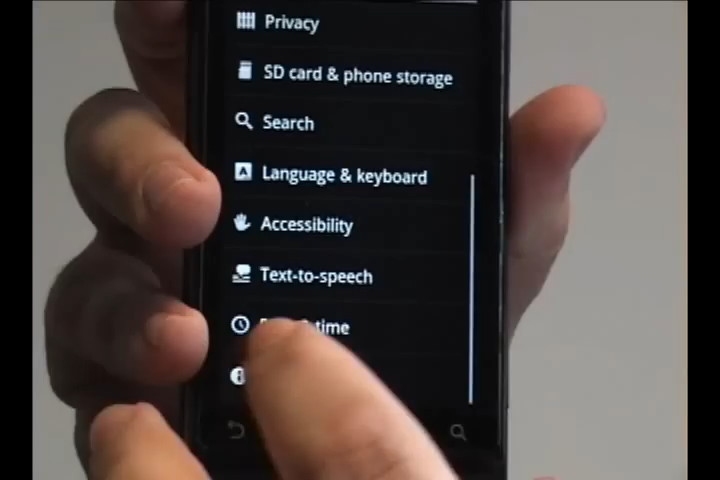 Privacy
SD card & phone storage
Search
Language & keyboard
Accessibility
Text-to-speech
time